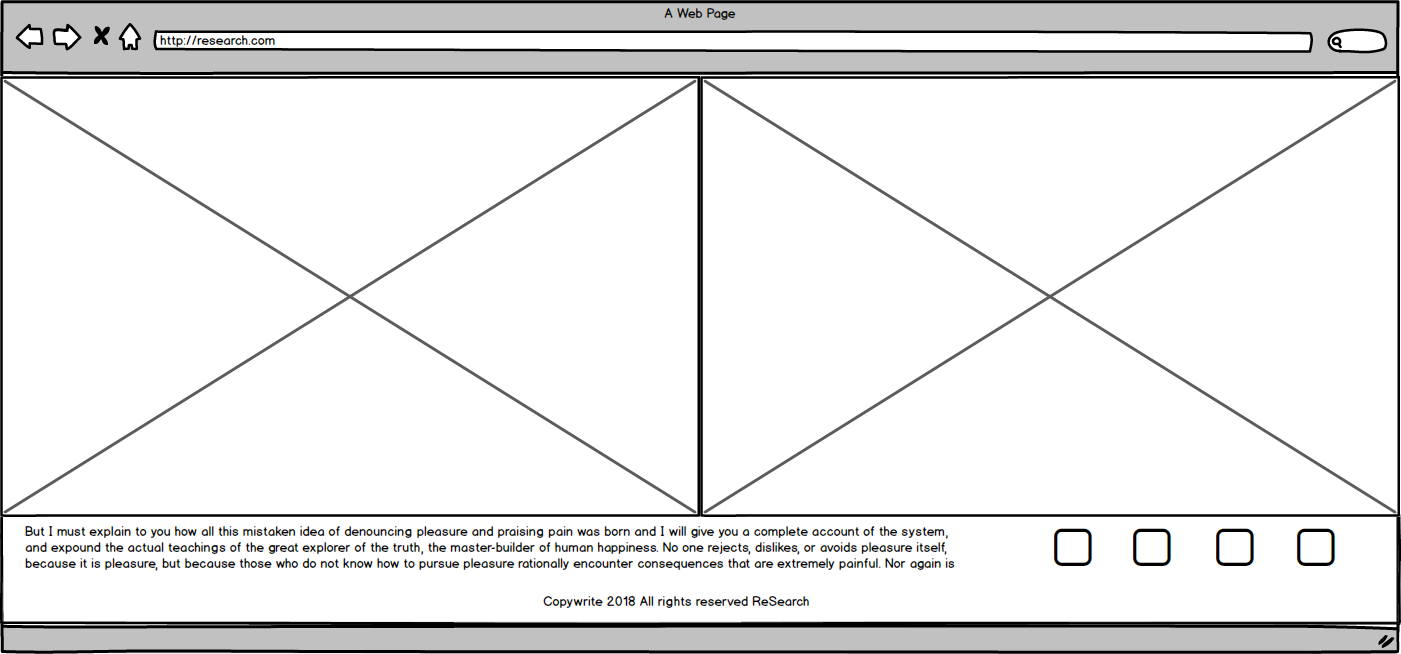 A Web Page
http://research.com
But I must explain to you how all this mistaken idea of denouncing pleasure and praising pain was born and I will give you a complete account of the system,
and expound the actual teachings of the great explorer of the truth, the master-builder of human happiness. No one rejects, dislikes, or avoids pleasure itself,
because it is pleasure, but because those who do not know how to pursue pleasure rationally encounter consequences that are extremely painful. Nor again is
Copywrite 2018 All rights reserved ReSearch